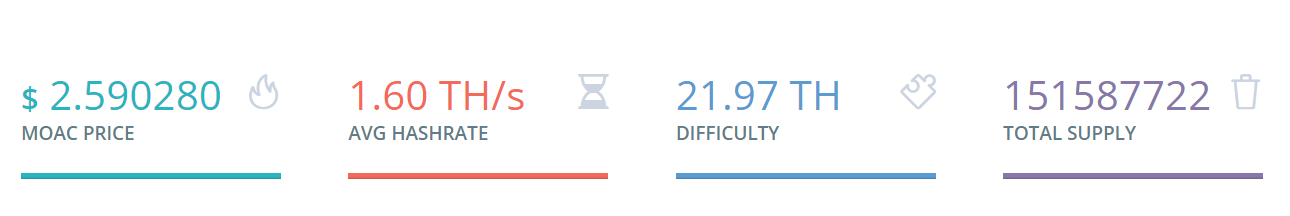 $ 2.590280
MOAC PRICE
1.60 TH/s
AVG HASHRATE
21.97 TH
DIFFICULTY
151587722
TOTAL SUPPLY